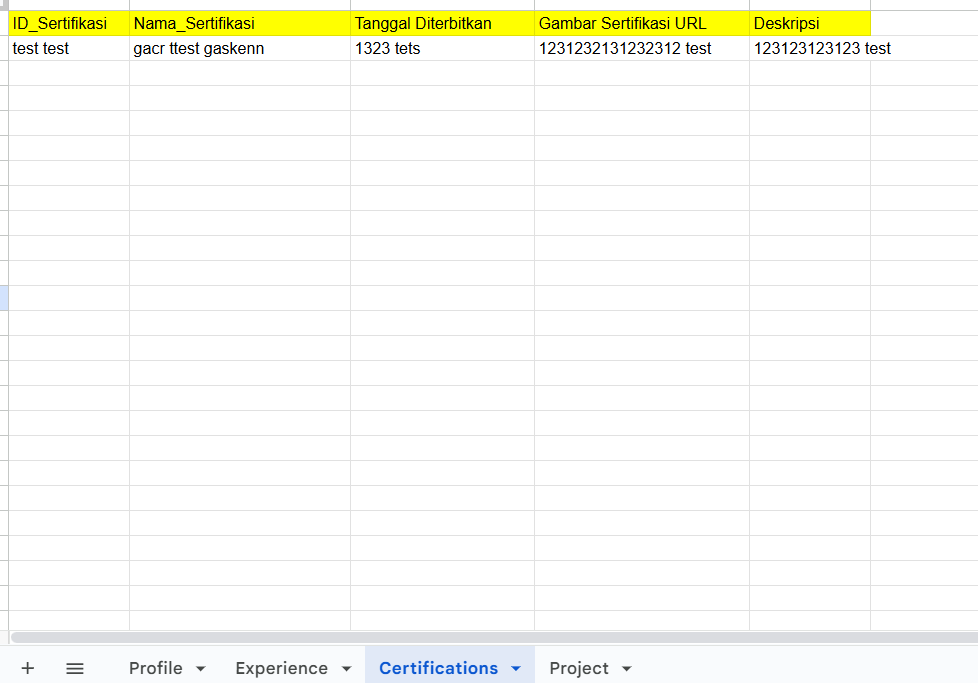 ID_Sertifikasi Nama_Sertifikasi Tanggal Diterbitkan Gambar Sertifikasi URL Deskripsi
test test gacr ttest gaskenn 1323 tets 1231232131232312 test 123123123123 test
Profile Experience Certifications Project